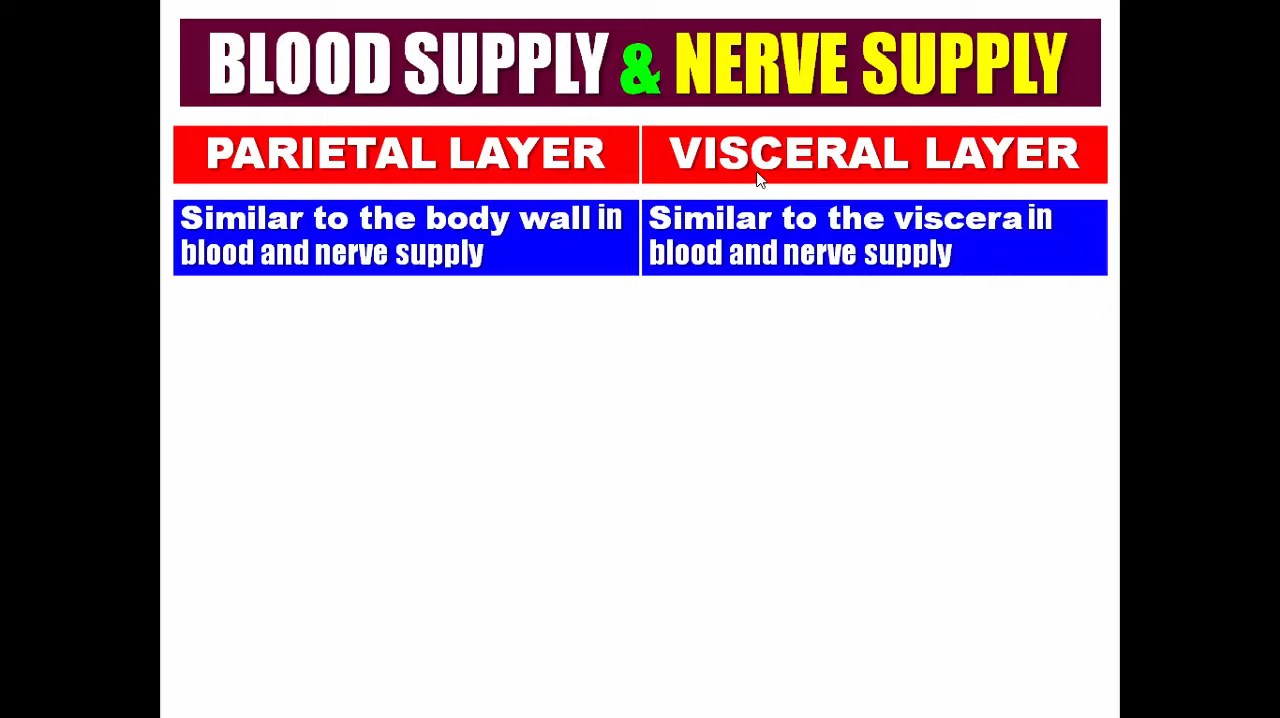 BLOOD SUPPLY & NERVE SUPPLY
PARIETAL LAYER
VISCERAL LAYER
Similar to the body wall in
blood and nerve supply
Similar to the viscera in
blood and nerve supply